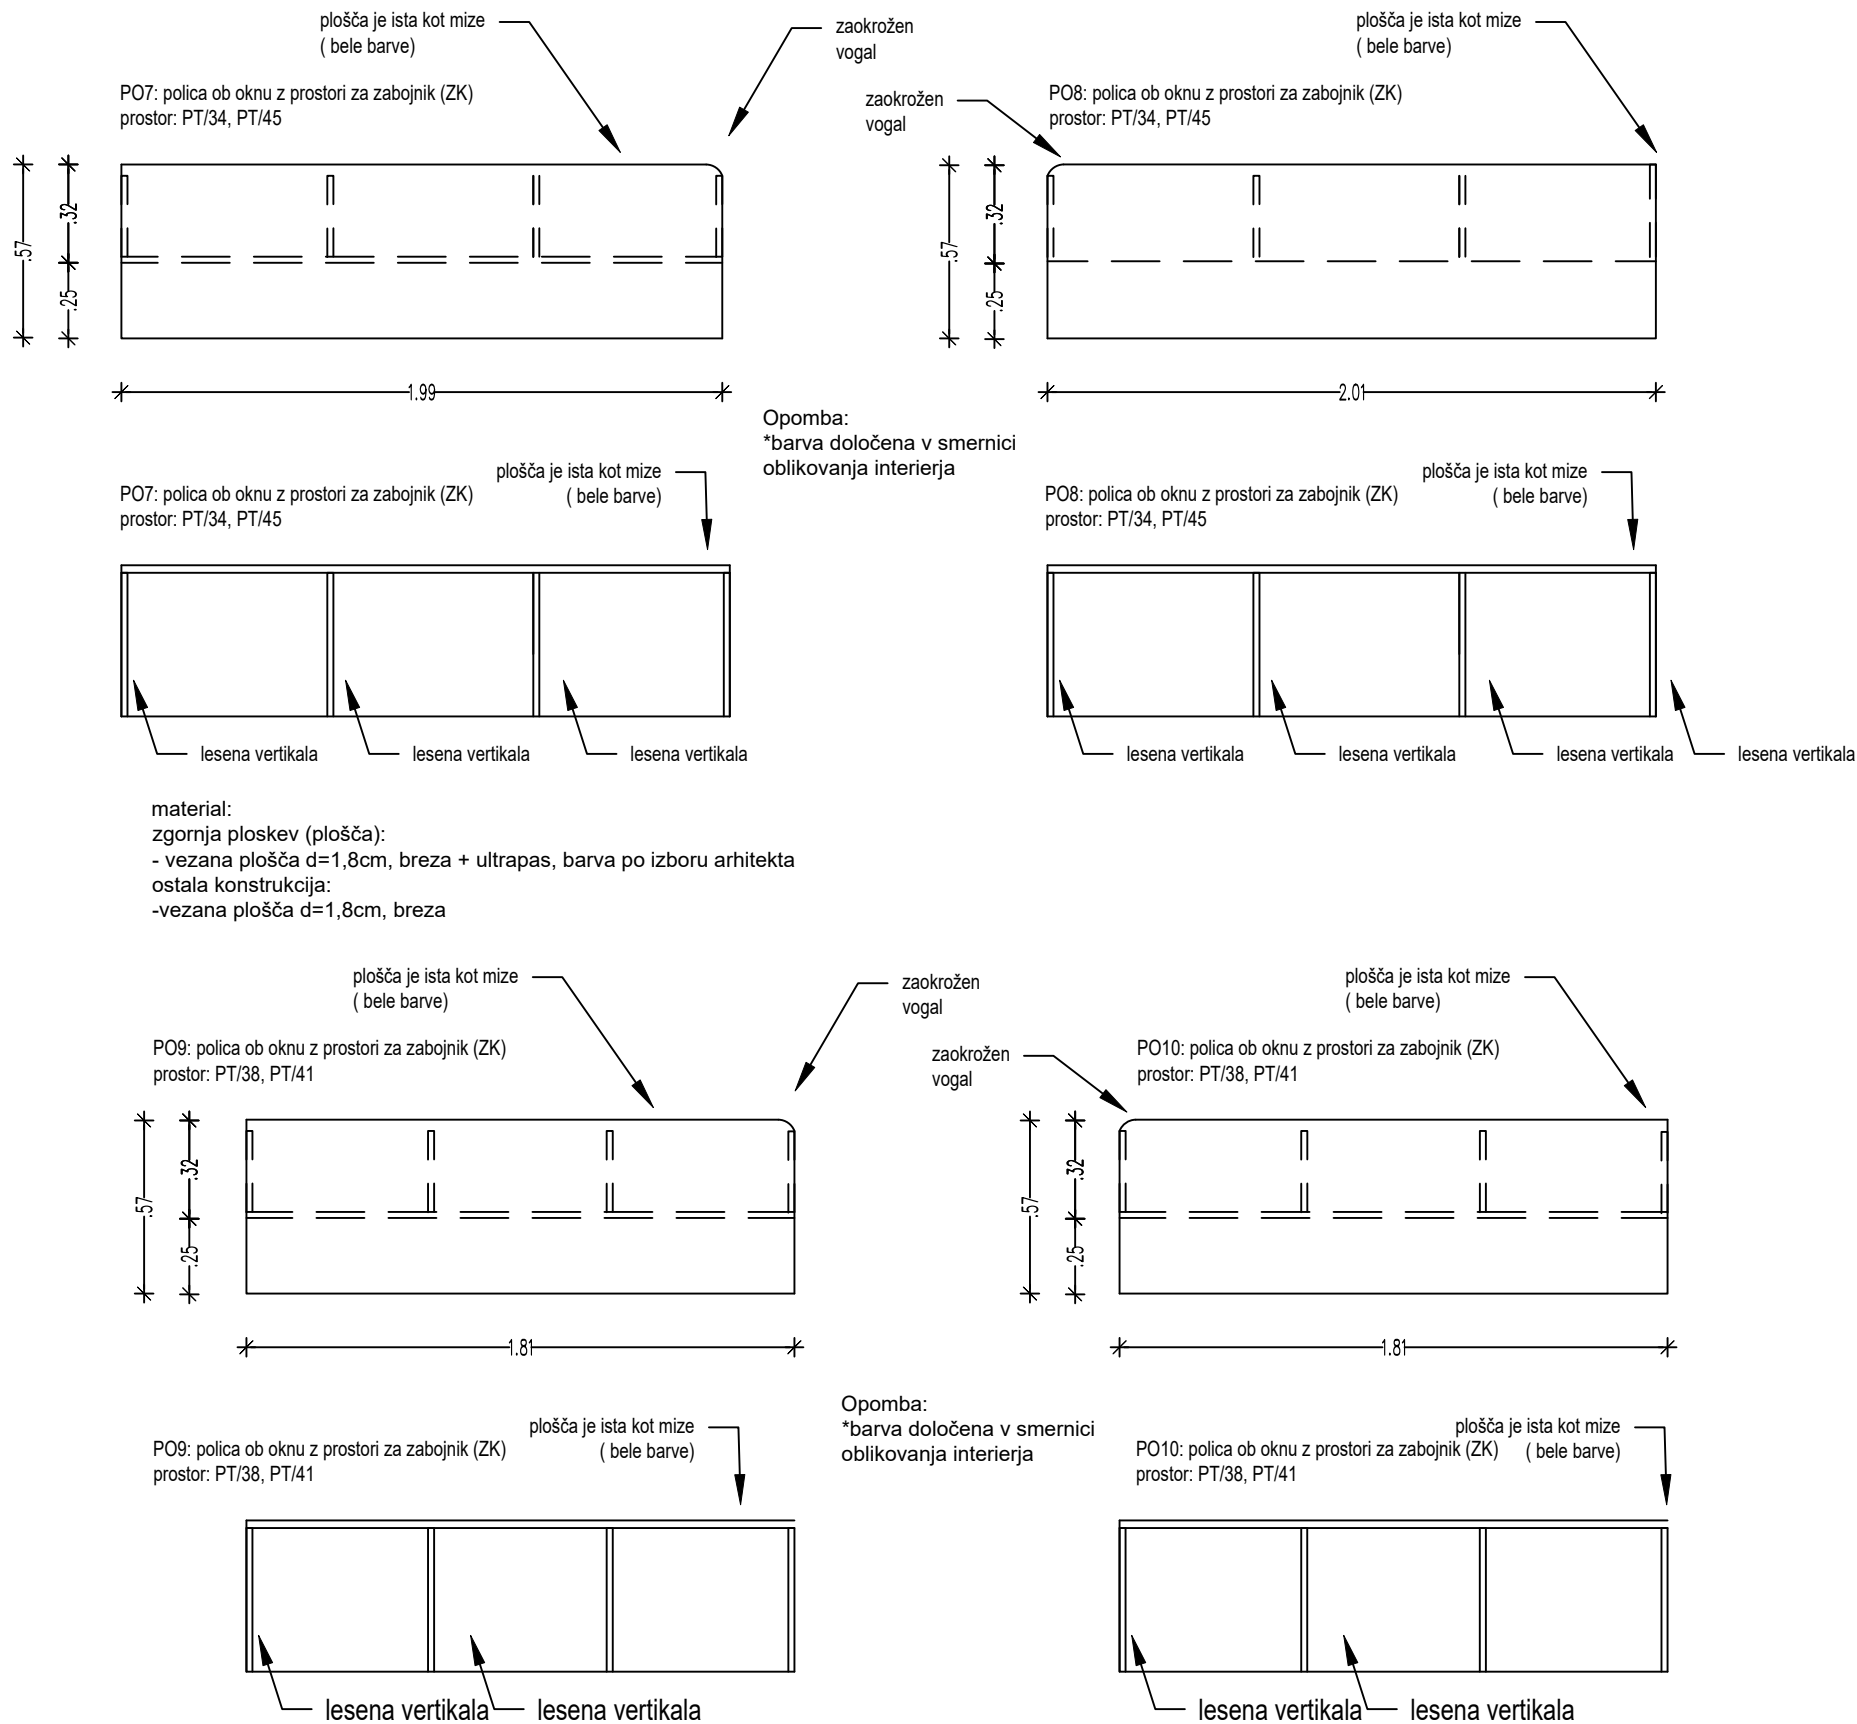 plošča je ista kot mize
( bele barve)
zaokrožen
vogal
PO7: polica ob oknu z prostori za zabojnik (ZK)
prostor: PT/34, PT/45
.57
.32
.25
1.99
plošča je ista kot mize
( bele barve)
zaokrožen
vogal
PO8: polica ob oknu z prostori za zabojnik (ZK)
prostor: PT/34, PT/45
.57
.32
.25
2.01
Opomba:
*barva določena v smernici
oblikovanja interierja
plošča je ista kot mize
( bele barve)
PO7: polica ob oknu z prostori za zabojnik (ZK)
prostor: PT/34, PT/45
lesena vertikala
lesena vertikala
lesena vertikala
plošča je ista kot mize
( bele barve)
PO8: polica ob oknu z prostori za zabojnik (ZK)
prostor: PT/34, PT/45
lesena vertikala
lesena vertikala
lesena vertikala
lesena vertikala
material:
zgornja ploskev (plošča):
- vezana plošča d=1,8cm, breza + ultrapas, barva po izboru arhitekta
ostala konstrukcija:
-vezana plošča d=1,8cm, breza
plošča je ista kot mize
( bele barve)
zaokrožen
vogal
PO9: polica ob oknu z prostori za zabojnik (ZK)
prostor: PT/38, PT/41
.57
.32
.25
1.81
plošča je ista kot mize
( bele barve)
zaokrožen
vogal
PO10: polica ob oknu z prostori za zabojnik (ZK)
prostor: PT/38, PT/41
.57
.32
.25
1.81
Opomba:
*barva določena v smernici
oblikovanja interierja
plošča je ista kot mize
( bele barve)
PO9: polica ob oknu z prostori za zabojnik (ZK)
prostor: PT/38, PT/41
lesena vertikala
lesena vertikala
plošča je ista kot mize
( bele barve)
PO10: polica ob oknu z prostori za zabojnik (ZK)
prostor: PT/38, PT/41
lesena vertikala
lesena vertikala